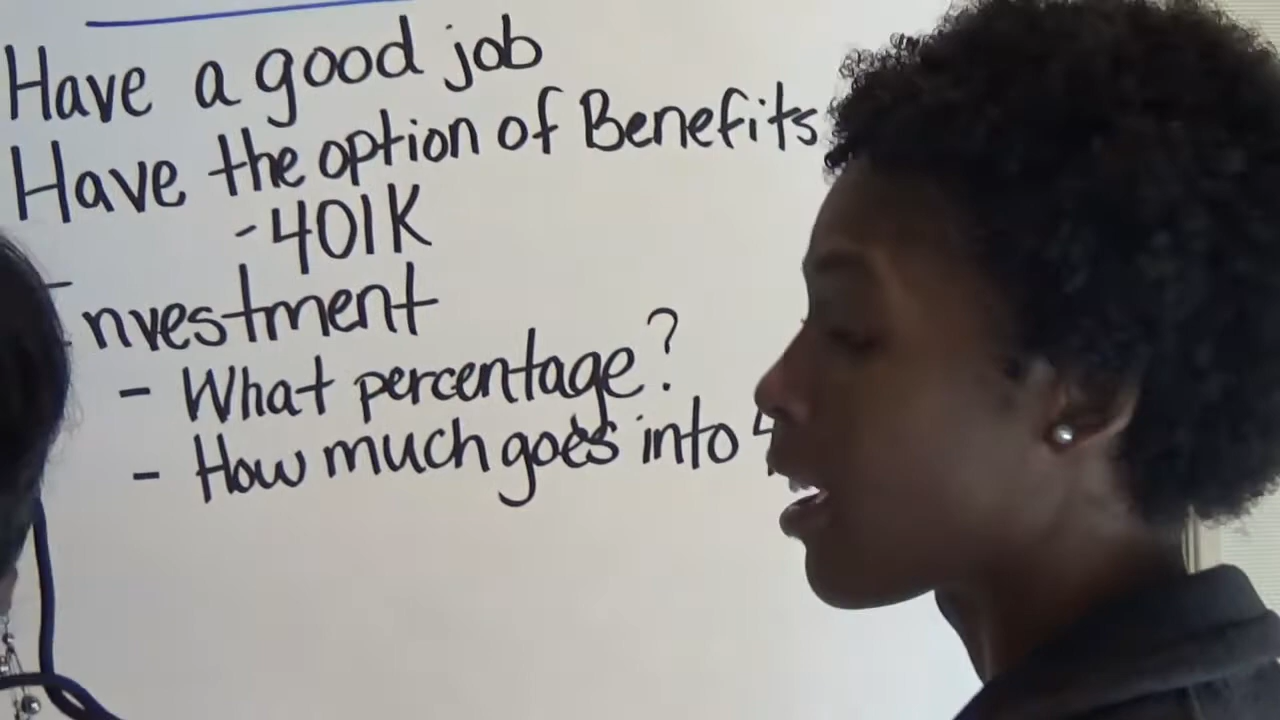 Have a good job
Have the option of Benefits
- 401K
nvestment
- What percentage?
- How much goes into